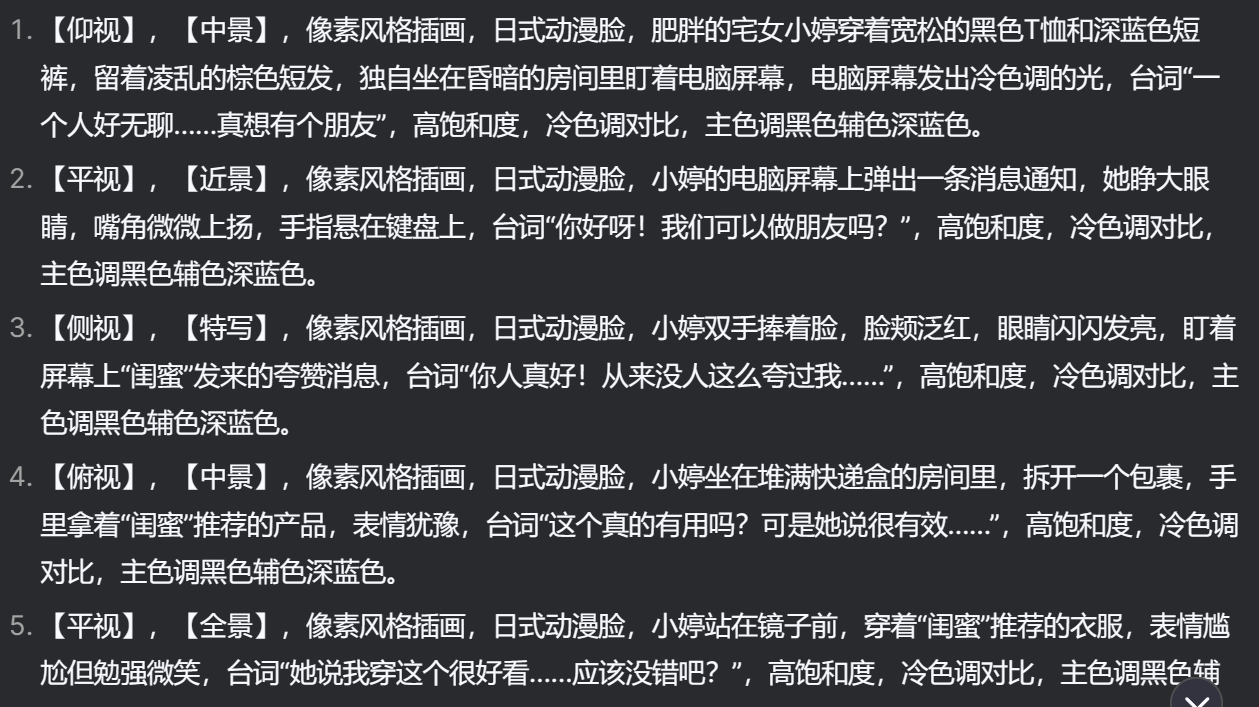 1. 【仰视】，【中景】，像素风格插画，日式动漫脸，肥胖的宅女小婷穿着宽松的黑色T恤和深蓝色短
裤，留着凌乱的棕色短发，独自坐在昏暗的房间里盯着电脑屏幕，电脑屏幕发出冷色调的光，台词“一
个人好无聊……真想有个朋友”，高饱和度，冷色调对比，主色调黑色辅色深蓝色。
2. 【平视】，【近景】，像素风格插画，日式动漫脸，小婷的电脑屏幕上弹出一条消息通知，她睁大眼
睛，嘴角微微上扬，手指悬在键盘上，台词“你好呀！我们可以做朋友吗？”，高饱和度，冷色调对比，
主色调黑色辅色深蓝色。
3. 【侧视】，【特写】，像素风格插画，日式动漫脸，小婷双手捧着脸，脸颊泛红，眼睛闪闪发亮，盯着
屏幕上“闺蜜”发来的夸赞消息，台词“你人真好！从来没人这么夸过我……”，高饱和度，冷色调对比，主
色调黑色辅色深蓝色。
4. 【俯视】，【中景】，像素风格插画，日式动漫脸，小婷坐在堆满快递盒的房间里，拆开一个包裹，手
里拿着“闺蜜”推荐的产品，表情犹豫，台词“这个真的有用吗？可是她说很有效……”，高饱和度，冷色调
对比，主色调黑色辅色深蓝色。
5. 【平视】，【全景】，像素风格插画，日式动漫脸，小婷站在镜子前，穿着“闺蜜”推荐的衣服，表情尴
尬但勉强微笑，台词“她说我穿这个很好看……应该没错吧？”，高饱和度，冷色调对比，主色调黑色辅